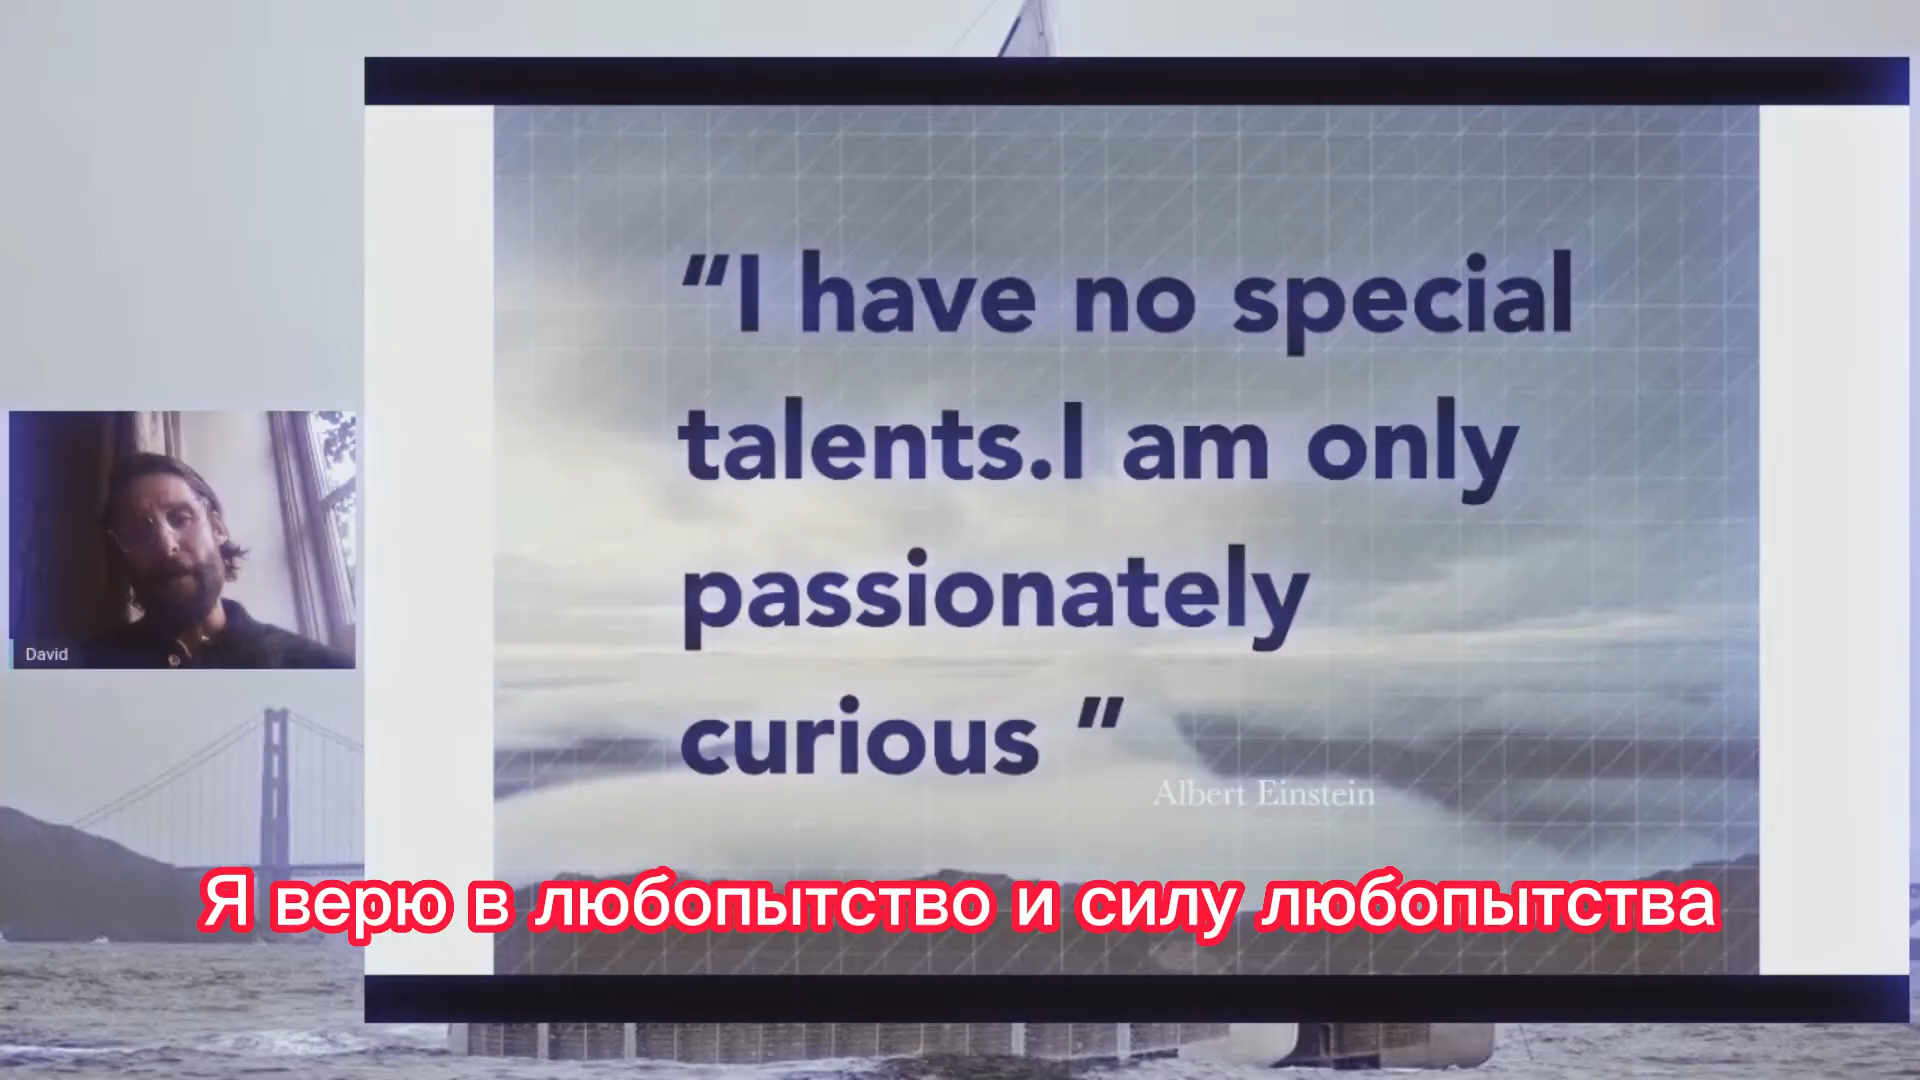 “I have no special
talents.I am only
passionately
curious ”
Albert Einstein
David
Я верю в любопытство и силу любопытства